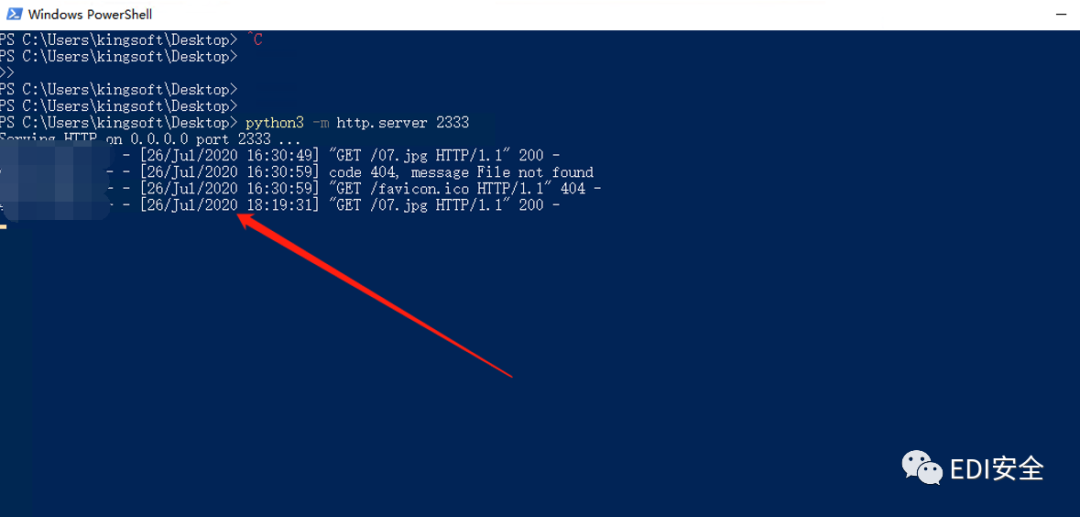 Windows PowerShell
PS C:\Users\kingsoft\Desktop> ^C
PS C:\Users\kingsoft\Desktop>
>>
PS C:\Users\kingsoft\Desktop>
PS C:\Users\kingsoft\Desktop>
PS C:\Users\kingsoft\Desktop> python3 -m http.server 2333
Serving HTTP on 0.0.0.0 port 2333 ...
- [26/Jul/2020 16:30:49] "GET /07.jpg HTTP/1.1" 200 -
- - [26/Jul/2020 16:30:59] code 404, message File not found
- - [26/Jul/2020 16:30:59] "GET /favicon.ico HTTP/1.1" 404 -
- - [26/Jul/2020 18:19:31] "GET /07.jpg HTTP/1.1" 200 -
EDI安全